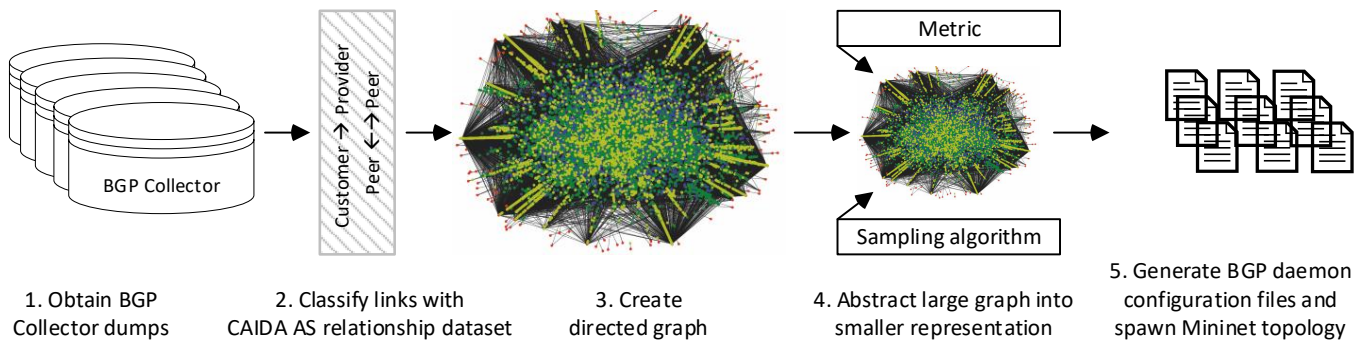 BGP Collector
Customer → Provider
Peer ←→ Peer
Metric
Sampling algorithm
1. Obtain BGP
Collector dumps
2. Classify links with
CAIDA AS relationship dataset
3. Create
directed graph
4. Abstract large graph into
smaller representation
5. Generate BGP daemon
configuration files and
spawn Mininet topology